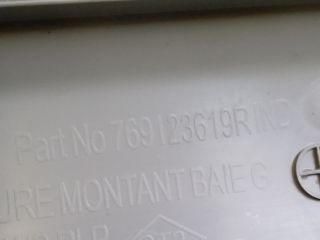 Part No 769123619R IND
URE MONTANT BAIE G